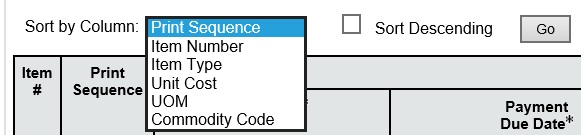 Sort by Column: Print Sequence
Sort Descending
Go
Item Number
Item Type
Unit Cost
UOM
Commodity Code
Item
#
Print
Sequence
Payment
Due Date*